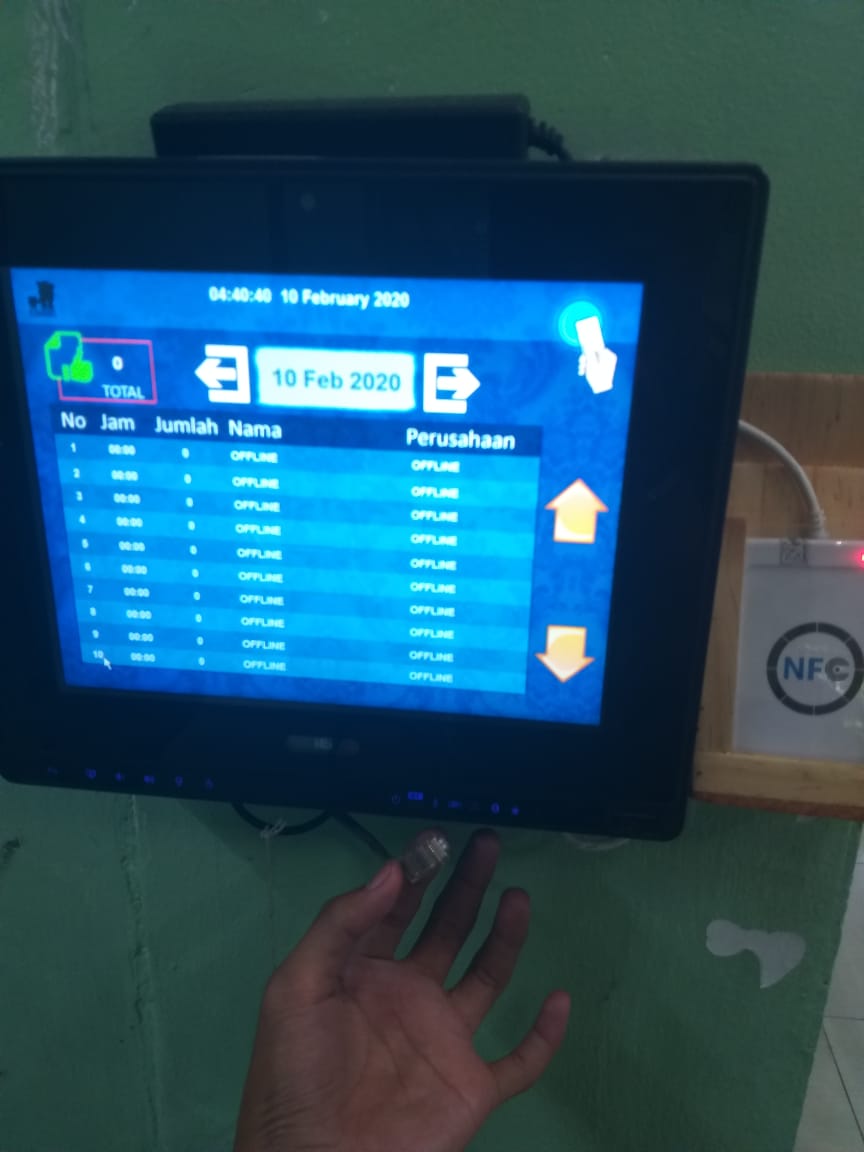 04:40:40 10 February 2020
0
TOTAL
10 Feb 2020
No Jam Jumlah Nama Perusahaan
1 00:00 0 OFFLINE OFFLINE
2 00:00 0 OFFLINE OFFLINE
3 00:00 0 OFFLINE OFFLINE
4 00:00 0 OFFLINE OFFLINE
5 00:00 0 OFFLINE OFFLINE
6 00:00 0 OFFLINE OFFLINE
7 00:00 0 OFFLINE OFFLINE
8 00:00 0 OFFLINE OFFLINE
9 00:00 0 OFFLINE OFFLINE
10 00:00 0 OFFLINE OFFLINE
NFC